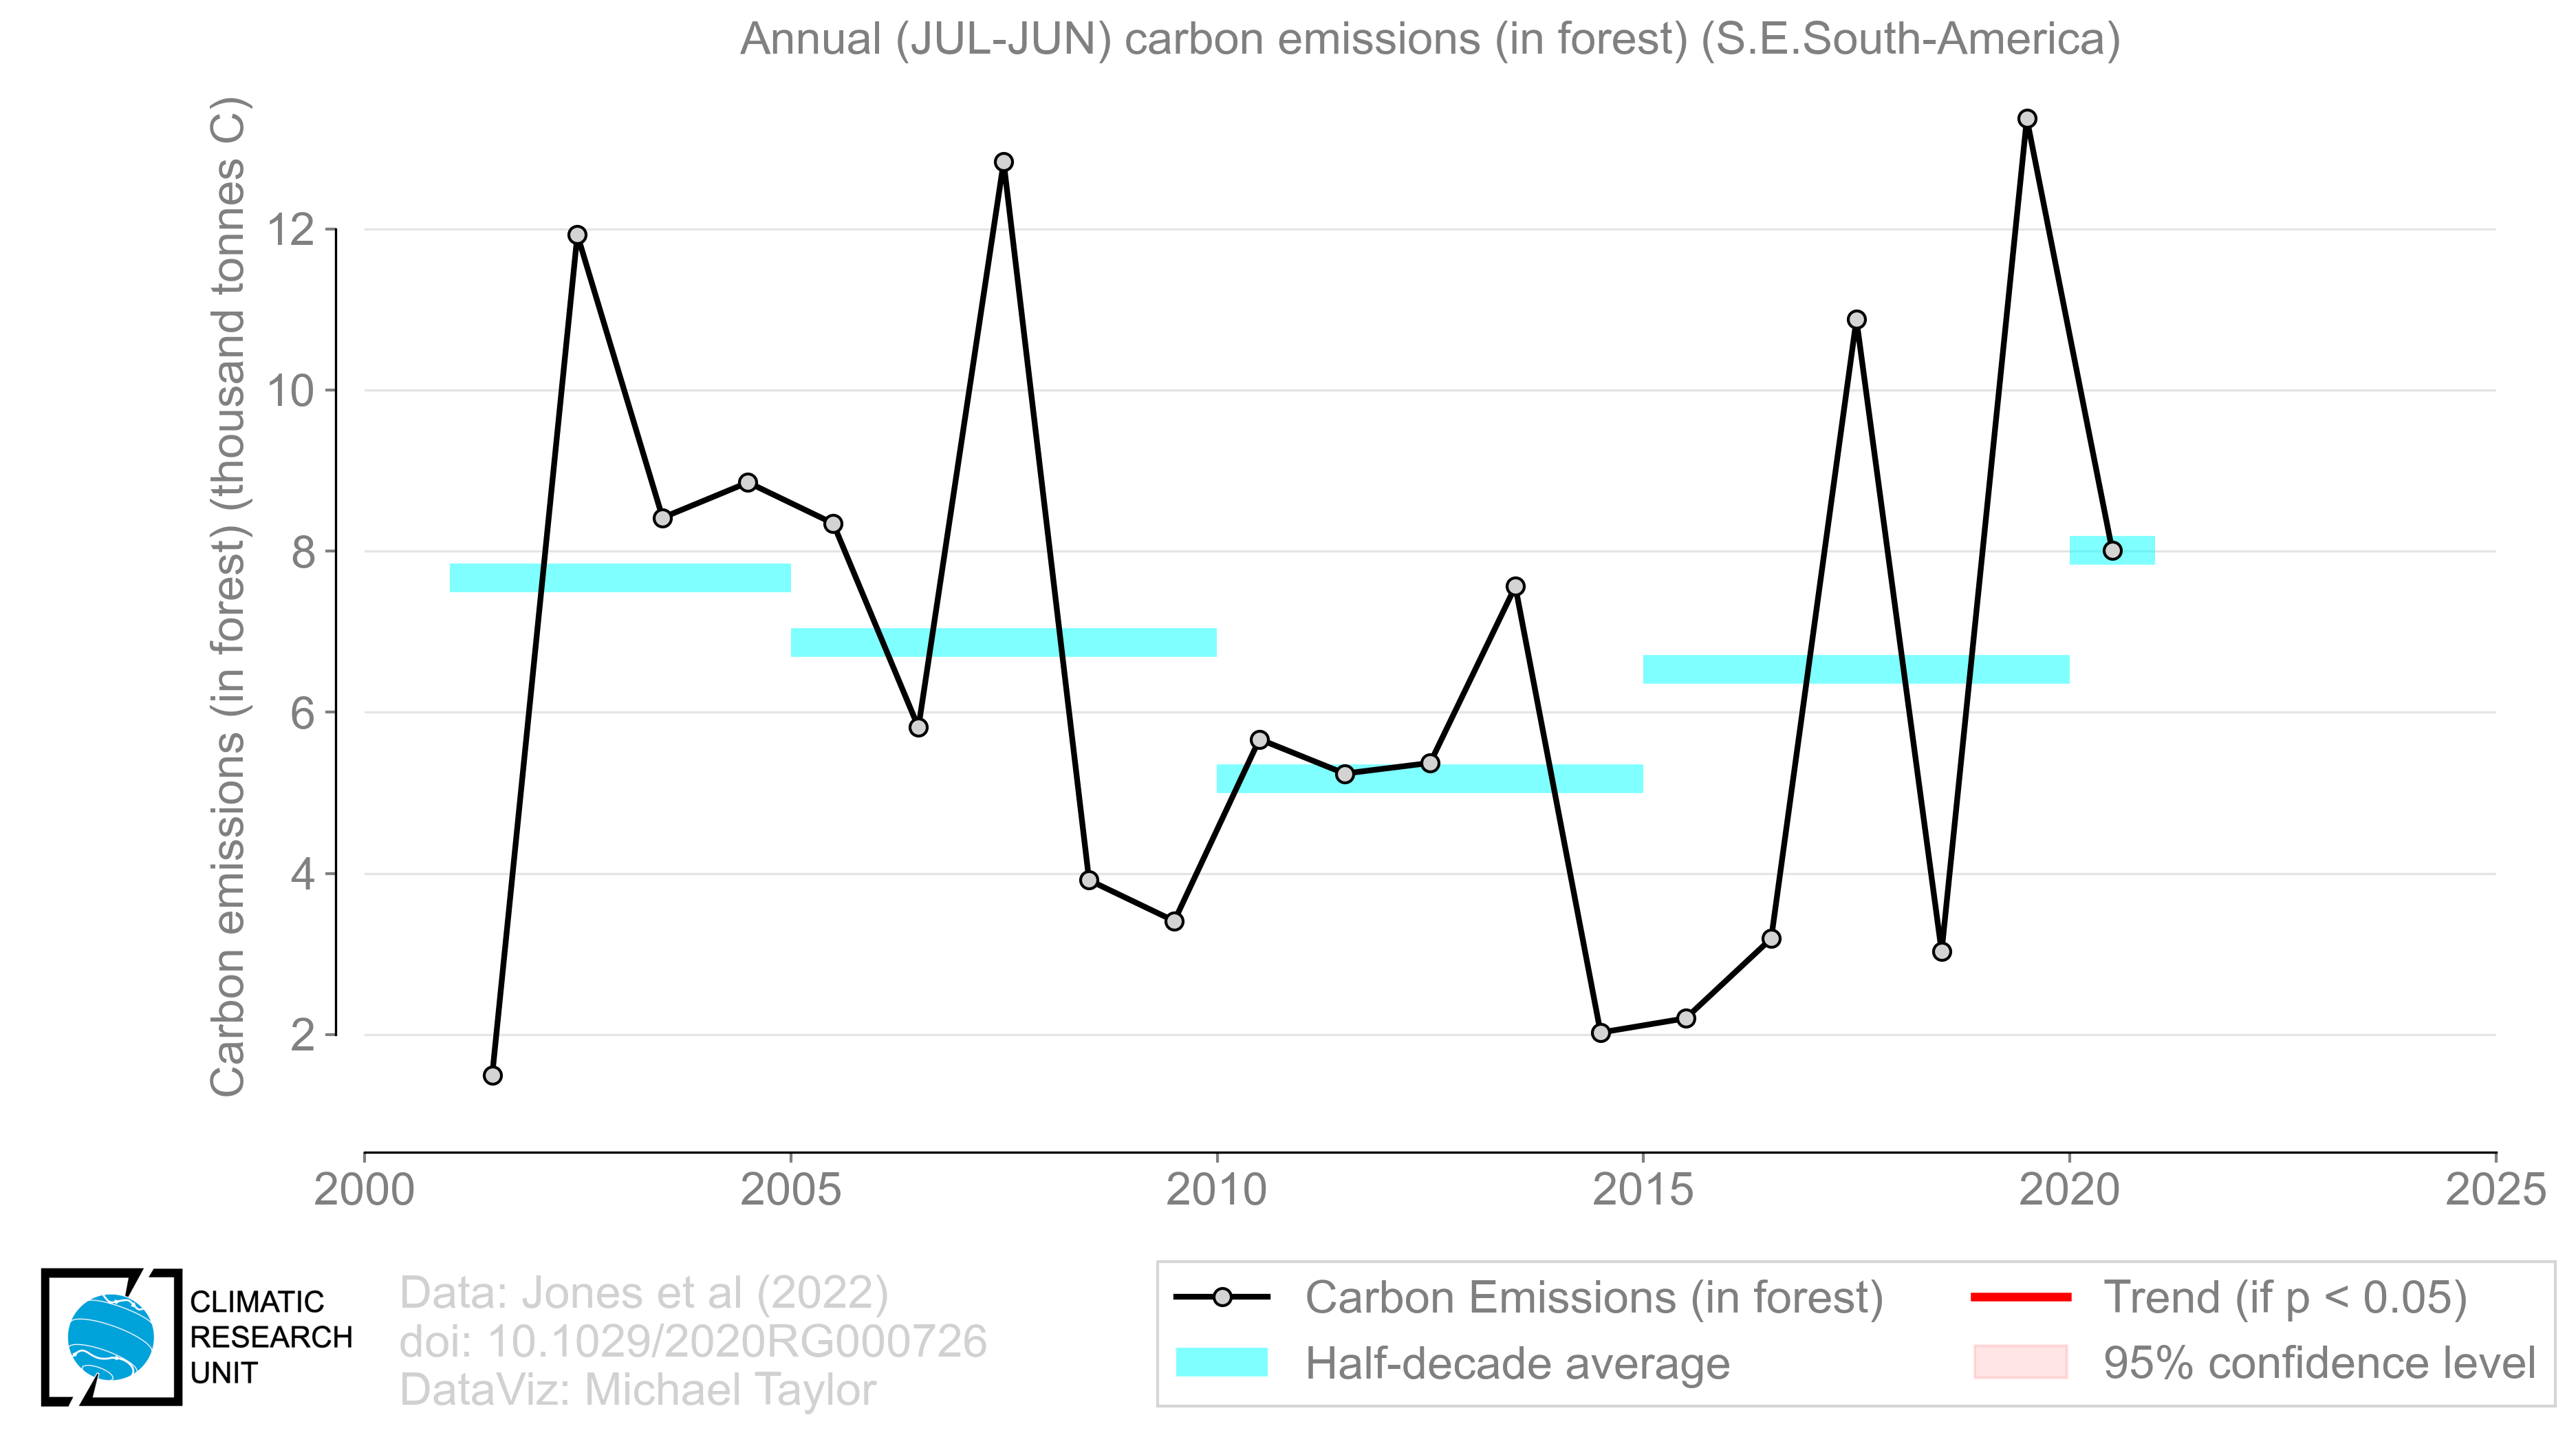 Annual (JUL-JUN) carbon emissions (in forest) (S.E.South-America)
Carbon emissions (in forest) (thousand tonnes C)
12
10
8
6
4
2
2000
2005
2010
2015
2020
2025
CLIMATIC
RESEARCH
UNIT
Data: Jones et al (2022)
doi: 10.1029/2020RG000726
DataViz: Michael Taylor
Carbon Emissions (in forest)
Half-decade average
Trend (if p < 0.05)
95% confidence level